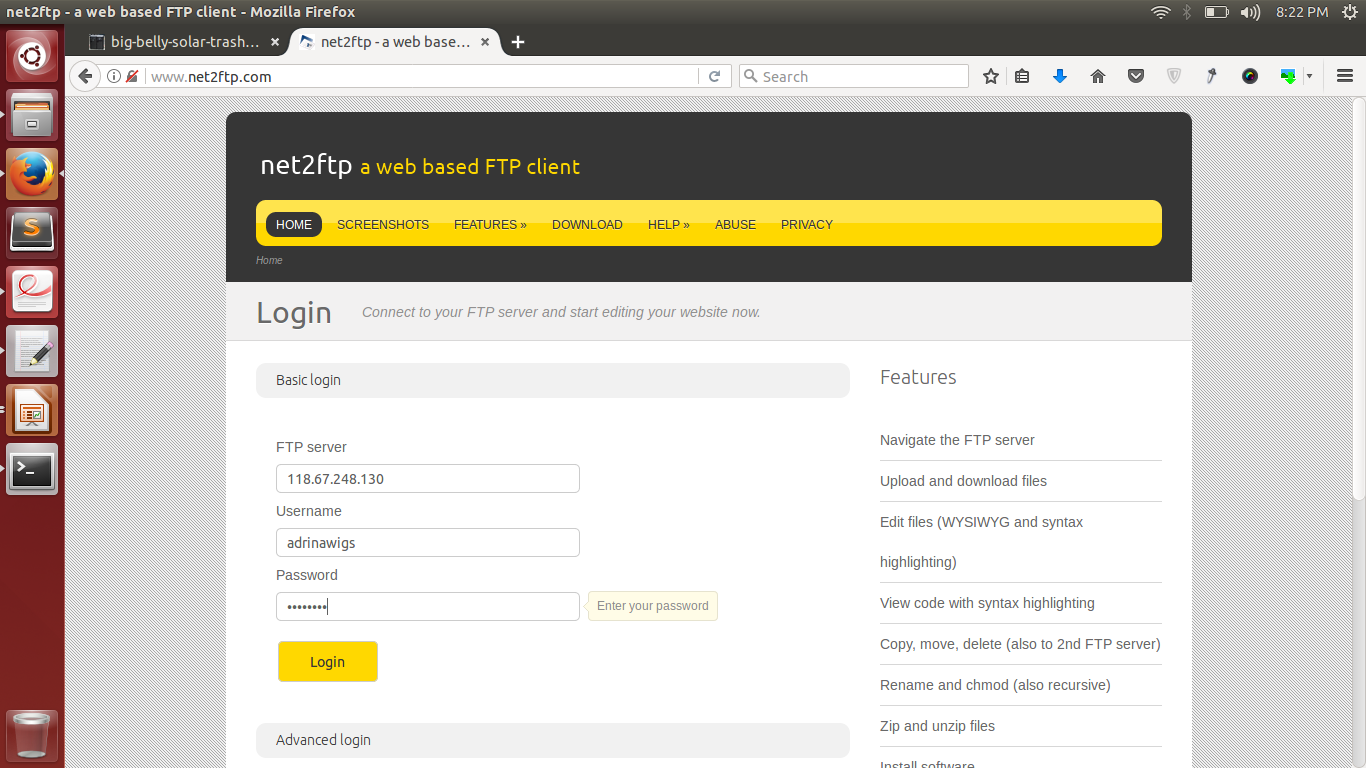 net2ftp - a web based FTP client - Mozilla Firefox
8:22 PM
big-belly-solar-trash...
net2ftp - a web base...
www.net2ftp.com
Search
net2ftp a web based FTP client
HOME SCREENSHOTS FEATURES » DOWNLOAD HELP » ABUSE PRIVACY
Home
Login
Connect to your FTP server and start editing your website now.
Basic login
FTP server
118.67.248.130
Username
adrinawigs
Password
••••••••
Enter your password
Login
Advanced login
Features
Navigate the FTP server
Upload and download files
Edit files (WYSIWYG and syntax
highlighting)
View code with syntax highlighting
Copy, move, delete (also to 2nd FTP server)
Rename and chmod (also recursive)
Zip and unzip files
Install software